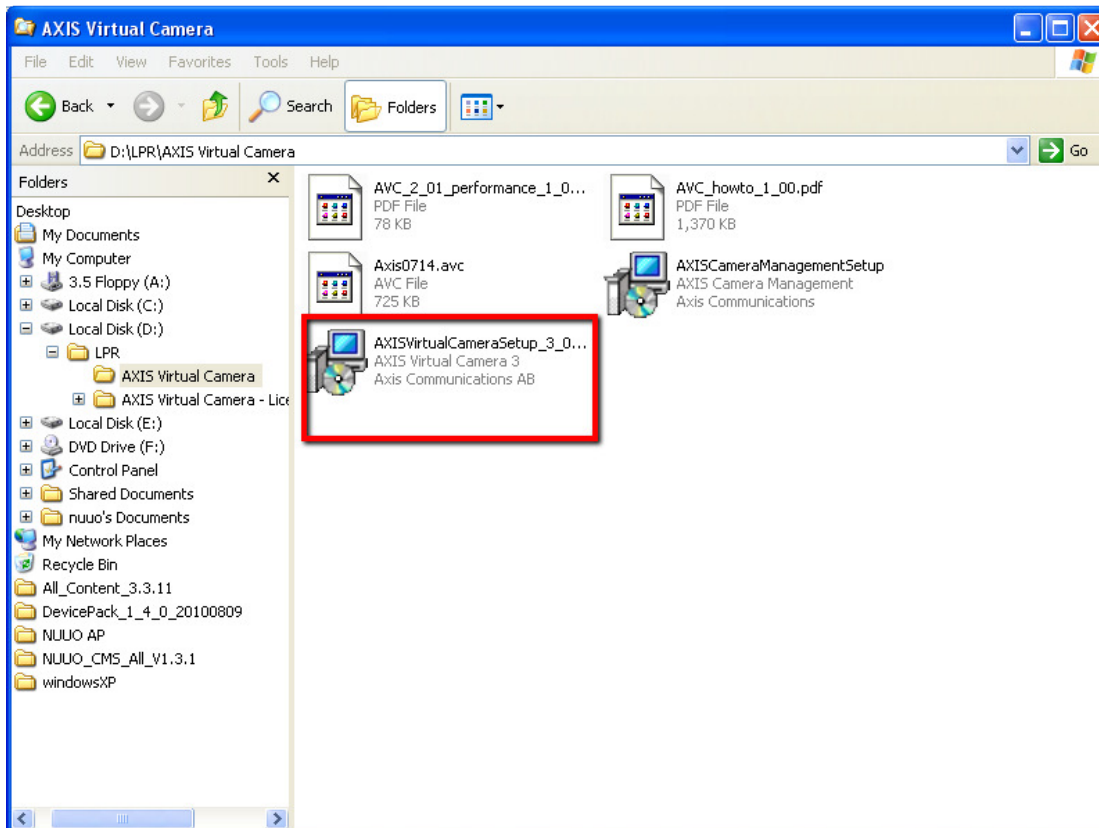 AXIS Virtual Camera
File Edit View Favorites Tools Help
Back Search Folders
Address D:\LPR\AXIS Virtual Camera Go
Folders
Desktop
My Documents
My Computer
3.5 Floppy (A:)
Local Disk (C:)
Local Disk (D:)
LPR
AXIS Virtual Camera
AXIS Virtual Camera - Lice
Local Disk (E:)
DVD Drive (F:)
Control Panel
Shared Documents
nuuo's Documents
My Network Places
Recycle Bin
All_Content_3.3.11
DevicePack_1_4_0_20100809
NUUO AP
NUUO_CMS_All_V1.3.1
windowsXP
AVC_2_01_performance_1_0...
PDF File
78 KB
AVC_howto_1_00.pdf
PDF File
1,370 KB
Axis0714.avc
AVC File
725 KB
AXISCameraManagementSetup
AXIS Camera Management
Axis Communications
AXISVirtualCameraSetup_3_0...
AXIS Virtual Camera 3
Axis Communications AB